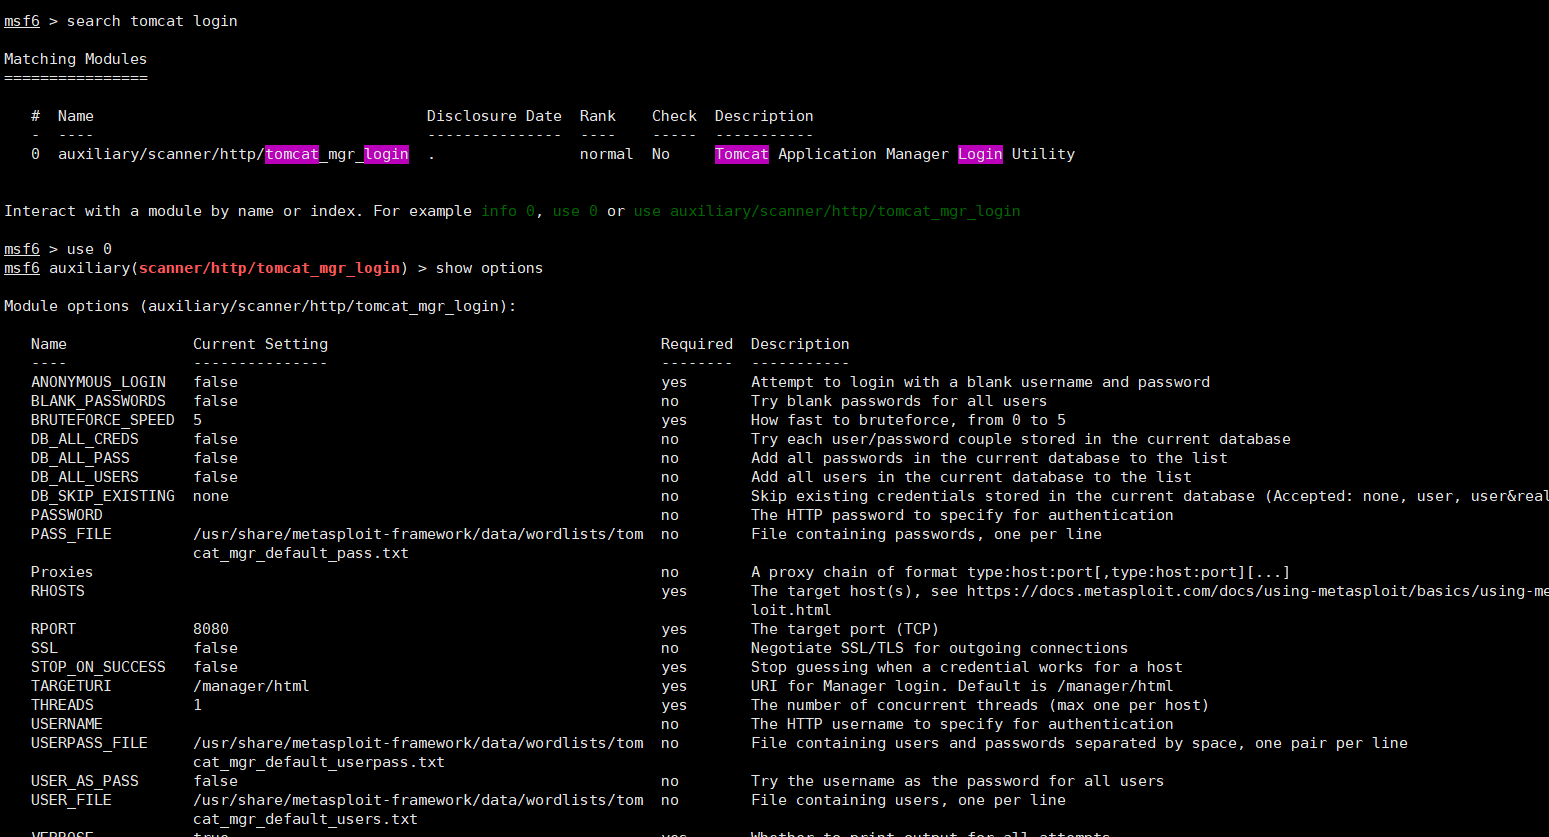 msf6 > search tomcat login
Matching Modules
================
# Name Disclosure Date Rank Check Description
- ---- --------------- ---- ----- -----------
0 auxiliary/scanner/http/tomcat_mgr_login . normal No Tomcat Application Manager Login Utility
Interact with a module by name or index. For example info 0, use 0 or use auxiliary/scanner/http/tomcat_mgr_login
msf6 > use 0
msf6 auxiliary(scanner/http/tomcat_mgr_login) > show options
Module options (auxiliary/scanner/http/tomcat_mgr_login):
Name Current Setting Required Description
---- --------------- -------- -----------
ANONYMOUS_LOGIN false yes Attempt to login with a blank username and password
BLANK_PASSWORDS false no Try blank passwords for all users
BRUTEFORCE_SPEED 5 yes How fast to bruteforce, from 0 to 5
DB_ALL_CREDS false no Try each user/password couple stored in the current database
DB_ALL_PASS false no Add all passwords in the current database to the list
DB_ALL_USERS false no Add all users in the current database to the list
DB_SKIP_EXISTING none no Skip existing credentials stored in the current database (Accepted: none, user, user&real
PASSWORD no The HTTP password to specify for authentication
PASS_FILE /usr/share/metasploit-framework/data/wordlists/tom no File containing passwords, one per line
cat_mgr_default_pass.txt
Proxies no A proxy chain of format type:host:port[,type:host:port][...]
RHOSTS yes The target host(s), see https://docs.metasploit.com/docs/using-metasploit/basics/using-me
loit.html
RPORT 8080 yes The target port (TCP)
SSL false no Negotiate SSL/TLS for outgoing connections
STOP_ON_SUCCESS false yes Stop guessing when a credential works for a host
TARGETURI /manager/html yes URI for Manager login. Default is /manager/html
THREADS 1 yes The number of concurrent threads (max one per host)
USERNAME no The HTTP username to specify for authentication
USERPASS_FILE /usr/share/metasploit-framework/data/wordlists/tom no File containing users and passwords separated by space, one pair per line
cat_mgr_default_userpass.txt
USER_AS_PASS false no Try the username as the password for all users
USER_FILE /usr/share/metasploit-framework/data/wordlists/tom no File containing users, one per line
cat_mgr_default_users.txt
VERBOSE true yes Whether to print output for all attempts